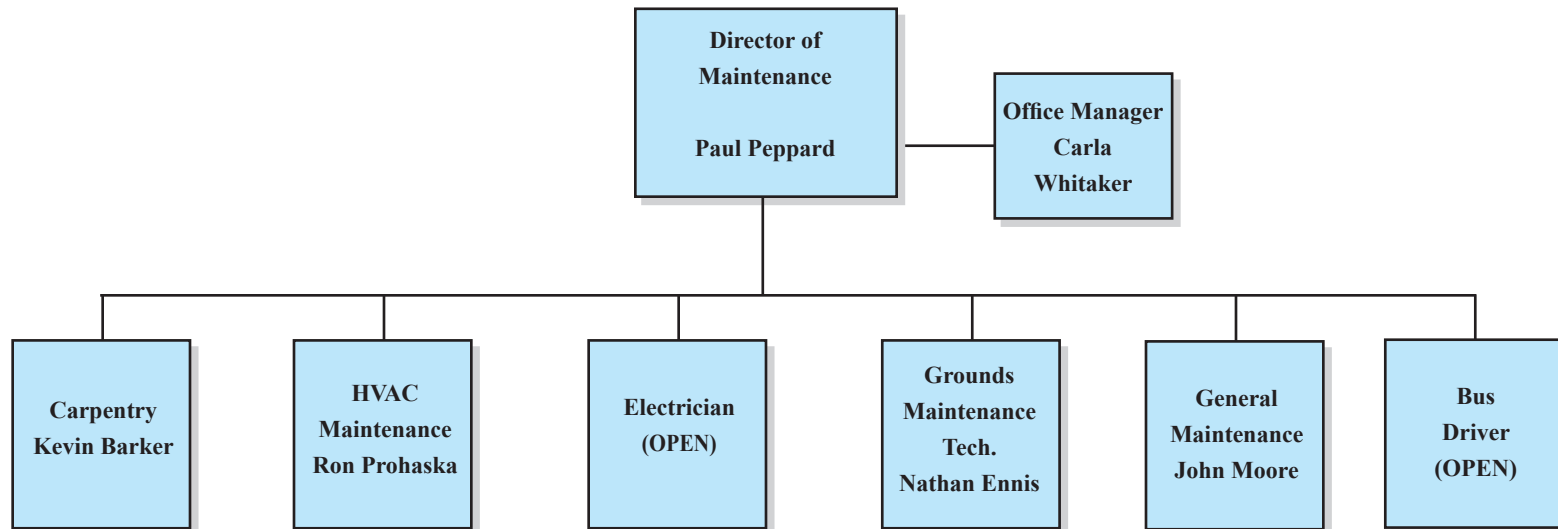 Director of
Maintenance
Paul Peppard
Office Manager
Carla
Whitaker
Carpentry
Kevin Barker
HVAC
Maintenance
Ron Prohaska
Electrician
(OPEN)
Grounds
Maintenance
Tech.
Nathan Ennis
General
Maintenance
John Moore
Bus
Driver
(OPEN)